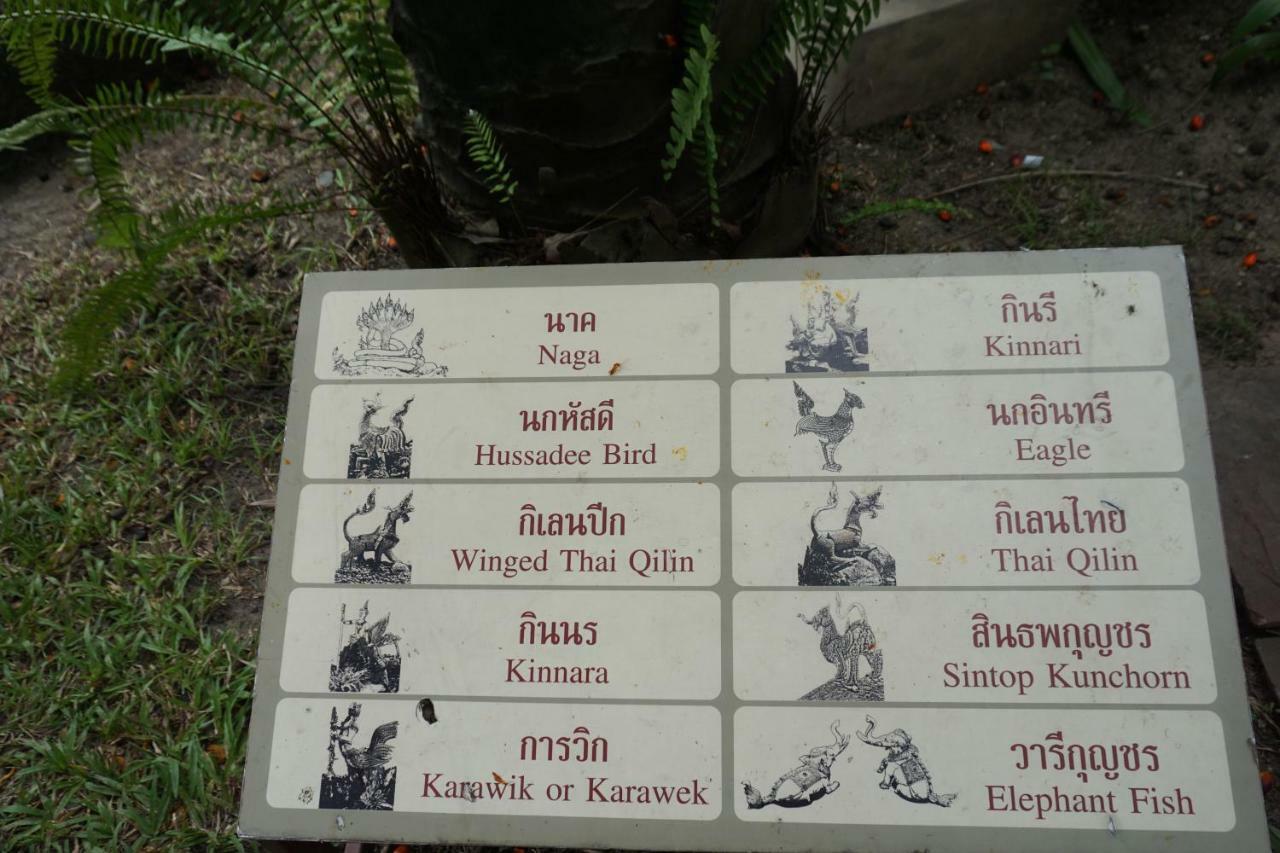 นาค
Naga
กินรี
Kinnari
นกหัสดี
Hussadee Bird
นกอินทรี
Eagle
กิเลนปีก
Winged Thai Qilin
กิเลนไทย
Thai Qilin
กินนร
Kinnara
สินธพกุญชร
Sintop Kunchorn
การวิก
Karawik or Karawek
วารีกุญชร
Elephant Fish